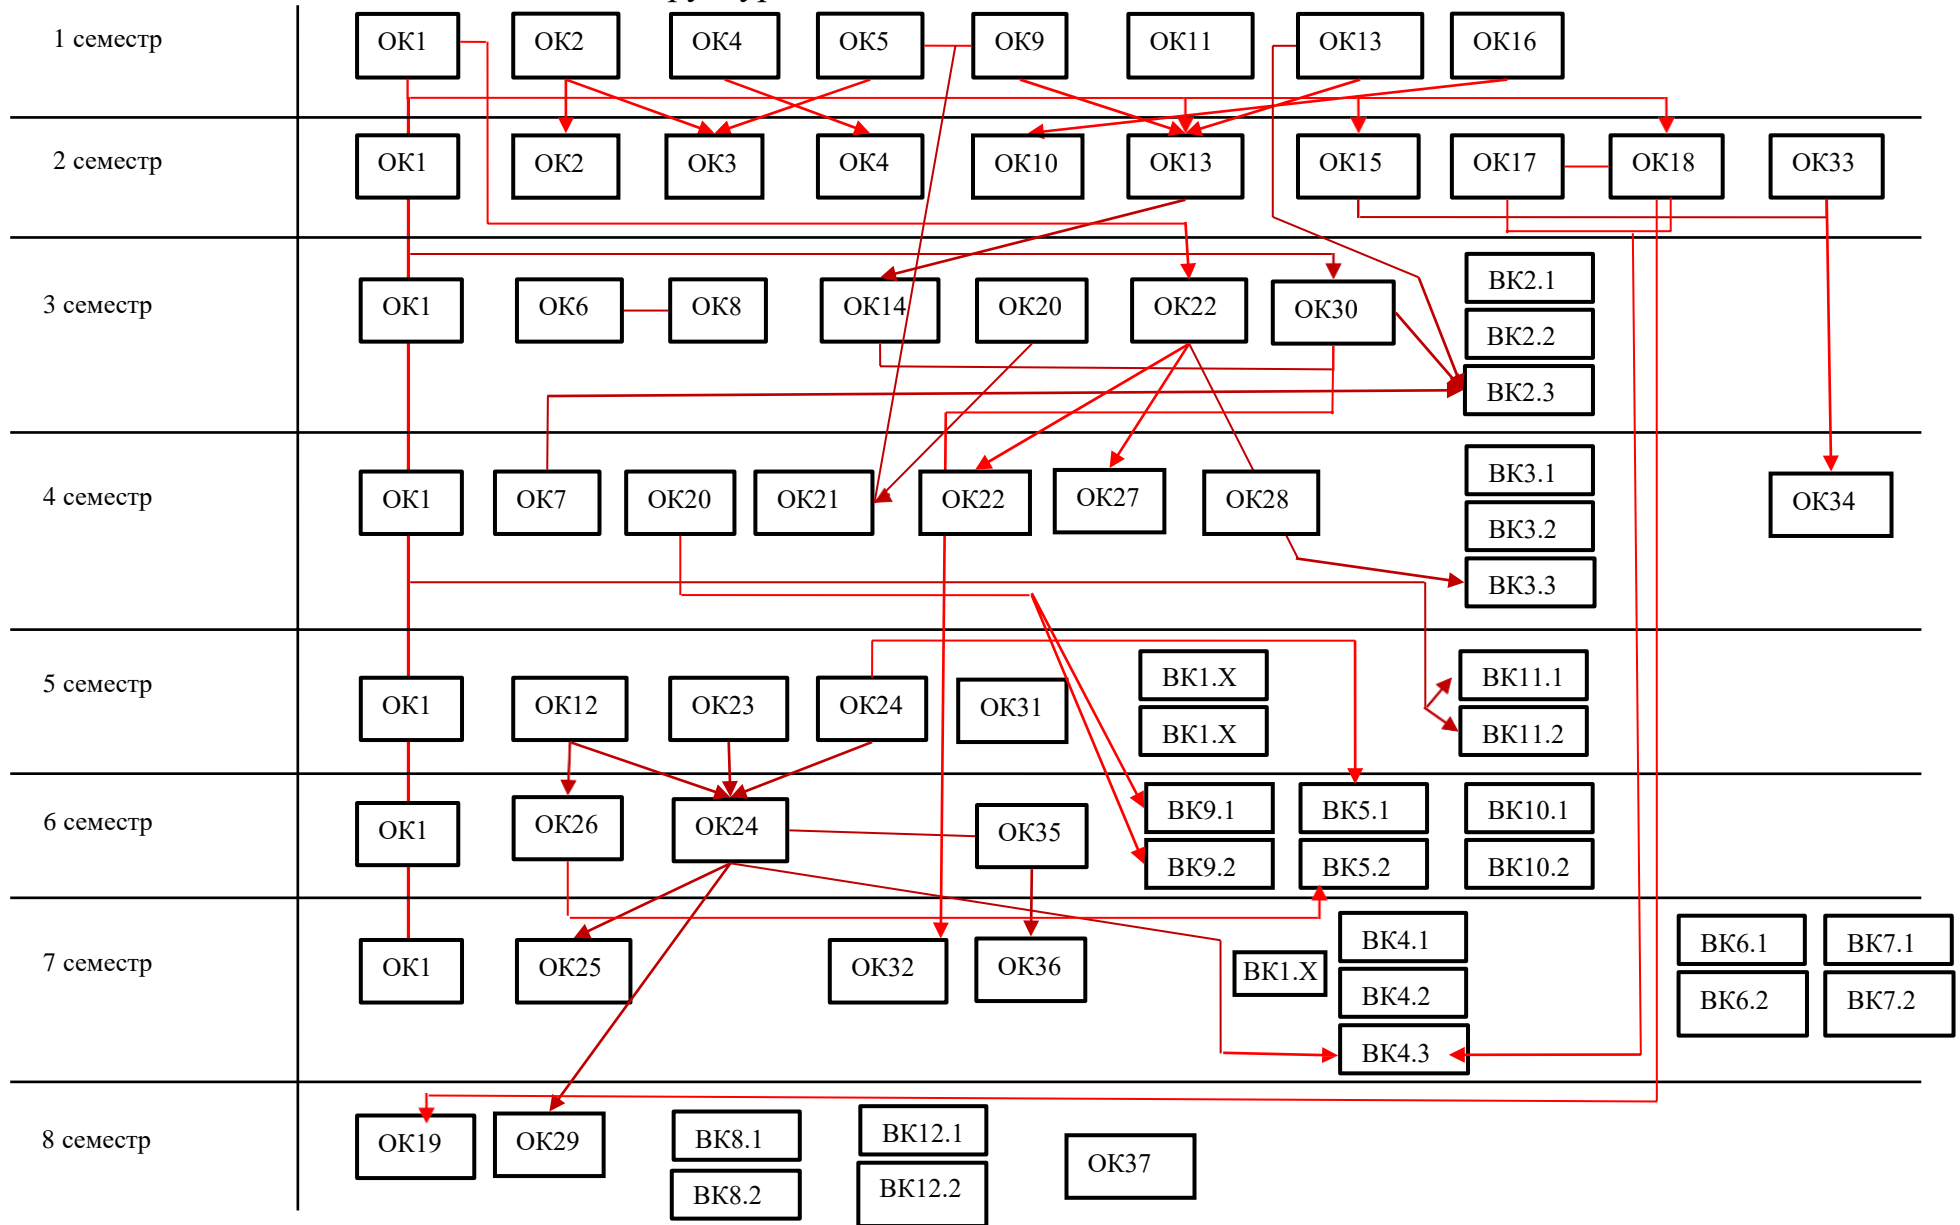 1 семестр
ОК1 ОК2 ОК4 ОК5 ОК9 ОК11 ОК13 ОК16
2 семестр
ОК1 ОК2 ОК3 ОК4 ОК10 ОК13 ОК15 ОК17 ОК18 ОК33
3 семестр
ОК1 ОК6 ОК8 ОК14 ОК20 ОК22 ОК30
ВК2.1
ВК2.2
ВК2.3
4 семестр
ОК1 ОК7 ОК20 ОК21 ОК22 ОК27 ОК28
ВК3.1
ВК3.2
ВК3.3
ОК34
5 семестр
ОК1 ОК12 ОК23 ОК24 ОК31
ВК1.Х
ВК1.Х
ВК11.1
ВК11.2
6 семестр
ОК1 ОК26 ОК24 ОК35
ВК9.1 ВК5.1 ВК10.1
ВК9.2 ВК5.2 ВК10.2
7 семестр
ОК1 ОК25 ОК32 ОК36
ВК1.Х
ВК4.1
ВК4.2
ВК4.3
ВК6.1 ВК7.1
ВК6.2 ВК7.2
8 семестр
ОК19 ОК29
ВК8.1 ВК12.1
ВК8.2 ВК12.2
ОК37